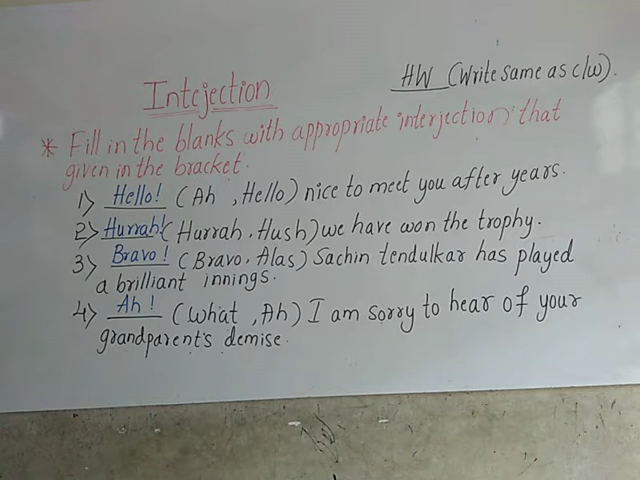 HW (Write same as c/w).
Intejection
* Fill in the blanks with appropriate interjection that
given in the bracket.
1) Hello! (Ah, Hello) nice to meet you after years.
2) Hurrah! (Hurrah, Hush) we have won the trophy.
3) Bravo! (Bravo, Alas) Sachin tendulkar has played
a brilliant innings.
4) Ah! (What, Ah) I am sorry to hear of your
grandparent's demise.